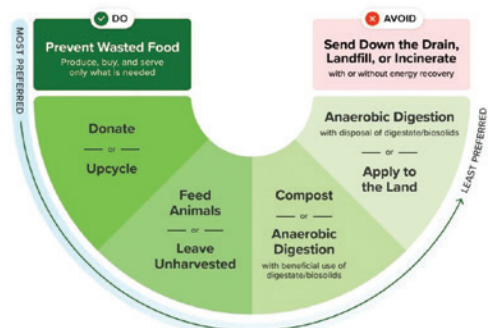 DO
Prevent Wasted Food
Produce, buy, and serve
only what is needed
AVOID
Send Down the Drain,
Landfill, or Incinerate
with or without energy recovery
MOST PREFERRED
Donate
or
Upcycle
Feed
Animals
or
Leave
Unharvested
Compost
or
Anaerobic
Digestion
with beneficial use of
digestate/biosolids
Anaerobic Digestion
with disposal of digestate/biosolids
or
Apply to
the Land
LEAST PREFERRED